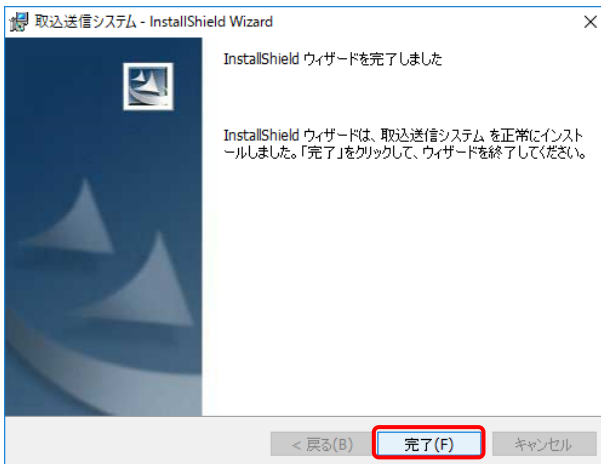 取込送信システム - InstallShield Wizard
InstallShield ウィザードを完了しました
InstallShield ウィザードは、取込送信システム を正常にインスト
ールしました。「完了」をクリックして、ウィザードを終了してください。
< 戻る(B) 完了(F) キャンセル